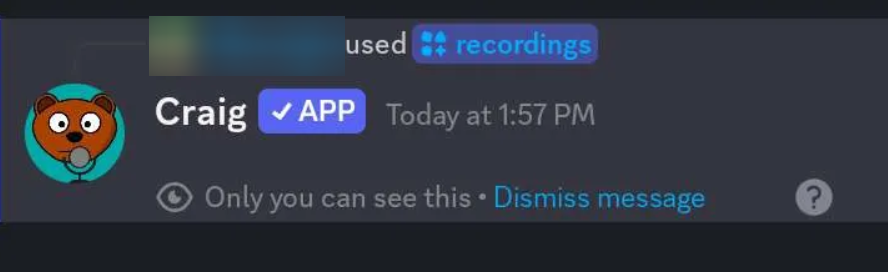 used recordings
Craig ✓ APP Today at 1:57 PM
Only you can see this • Dismiss message ?